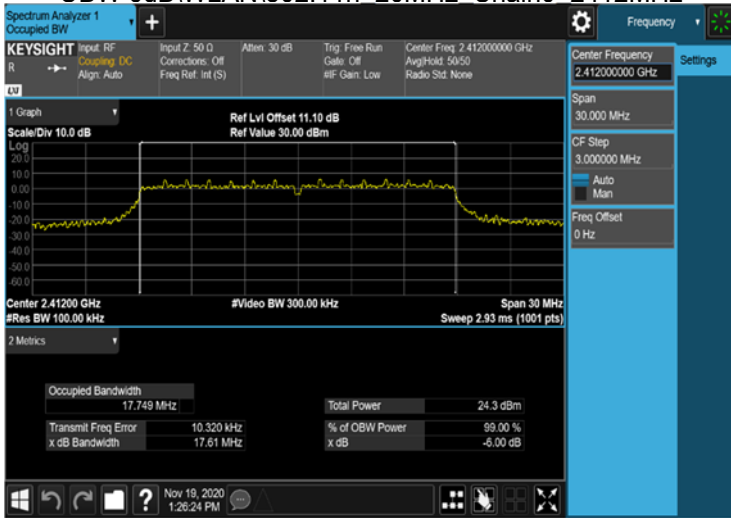 Spectrum Analyzer 1
Occupied BW
+
Frequency
KEYSIGHT
R
Input: RF
Coupling: DC
Align: Auto
Input Z: 50 Ω
Corrections: Off
Freq Ref: Int (S)
Atten: 30 dB
Trig: Free Run
Gate: Off
#IF Gain: Low
Center Freq: 2.412000000 GHz
Avg|Hold: 50/50
Radio Std: None
Center Frequency
2.412000000 GHz
Settings
Span
30.000 MHz
CF Step
3.000000 MHz
Auto
Man
Freq Offset
0 Hz
1 Graph
Scale/Div 10.0 dB
Ref Lvl Offset 11.10 dB
Ref Value 30.00 dBm
Log
20.0
10.0
0.00
-10.0
-20.0
-30.0
-40.0
-50.0
-60.0
Center 2.41200 GHz
#Res BW 100.00 kHz
#Video BW 300.00 kHz
Span 30 MHz
Sweep 2.93 ms (1001 pts)
2 Metrics
Occupied Bandwidth
17.749 MHz
Total Power 24.3 dBm
Transmit Freq Error 10.320 kHz
% of OBW Power 99.00 %
x dB Bandwidth 17.61 MHz
x dB -6.00 dB
?
Nov 19, 2020
1:26:24 PM